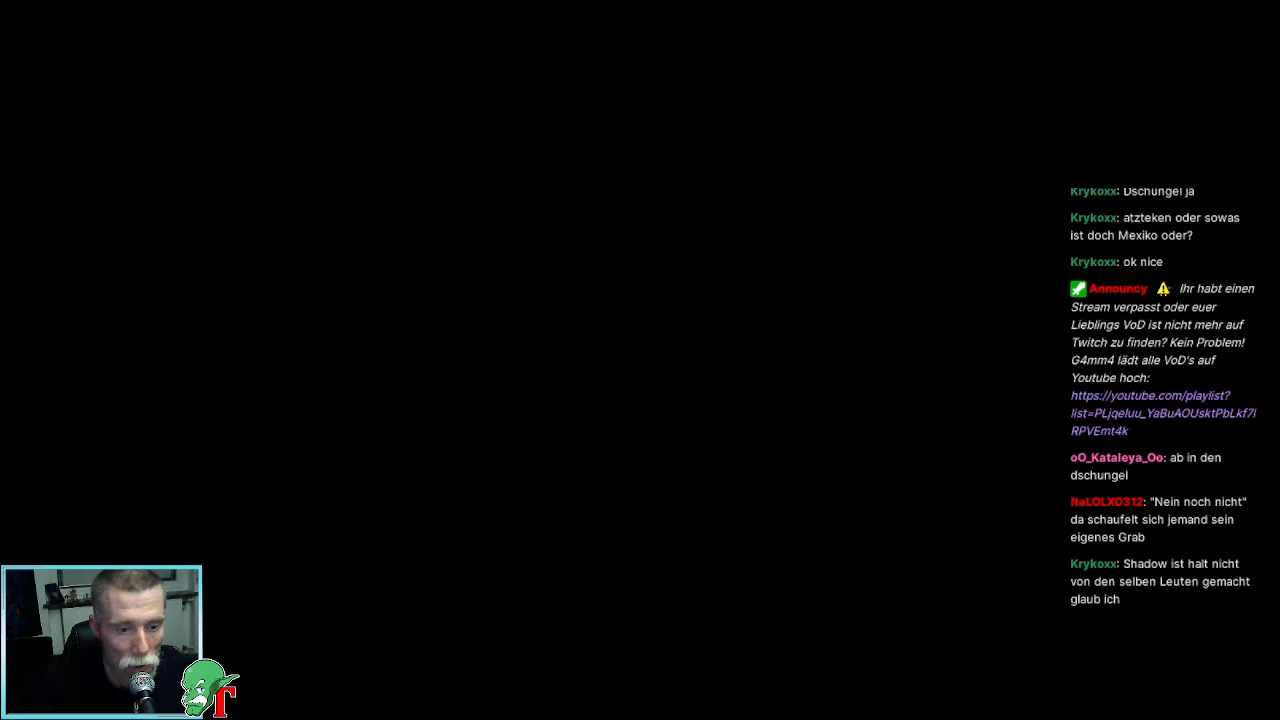 Krykoxx: Dschungel ja
Krykoxx: atzteken oder sowas
ist doch Mexiko oder?
Krykoxx: ok nice
Announcy ⚠ Ihr habt einen
Stream verpasst oder euer
Lieblings VoD ist nicht mehr auf
Twitch zu finden? Kein Problem!
G4mm4 lädt alle VoD's auf
Youtube hoch:
https://youtube.com/playlist?
list=PLjqeluu_YaBuAOUsktPbLkf7l
RPVEmt4k
oO_Kataleya_Oo: ab in den
dschungel
ItaLOLXD312: "Nein noch nicht"
da schaufelt sich jemand sein
eigenes Grab
Krykoxx: Shadow ist halt nicht
von den selben Leuten gemacht
glaub ich